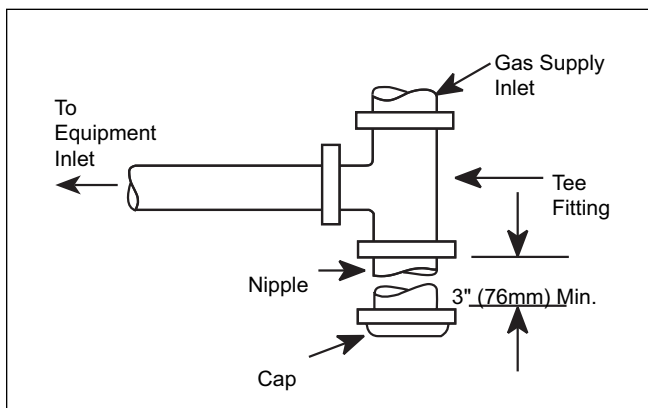 Gas Supply
Inlet
To
Equipment
Inlet
Tee
Fitting
Nipple
3" (76mm) Min.
Cap